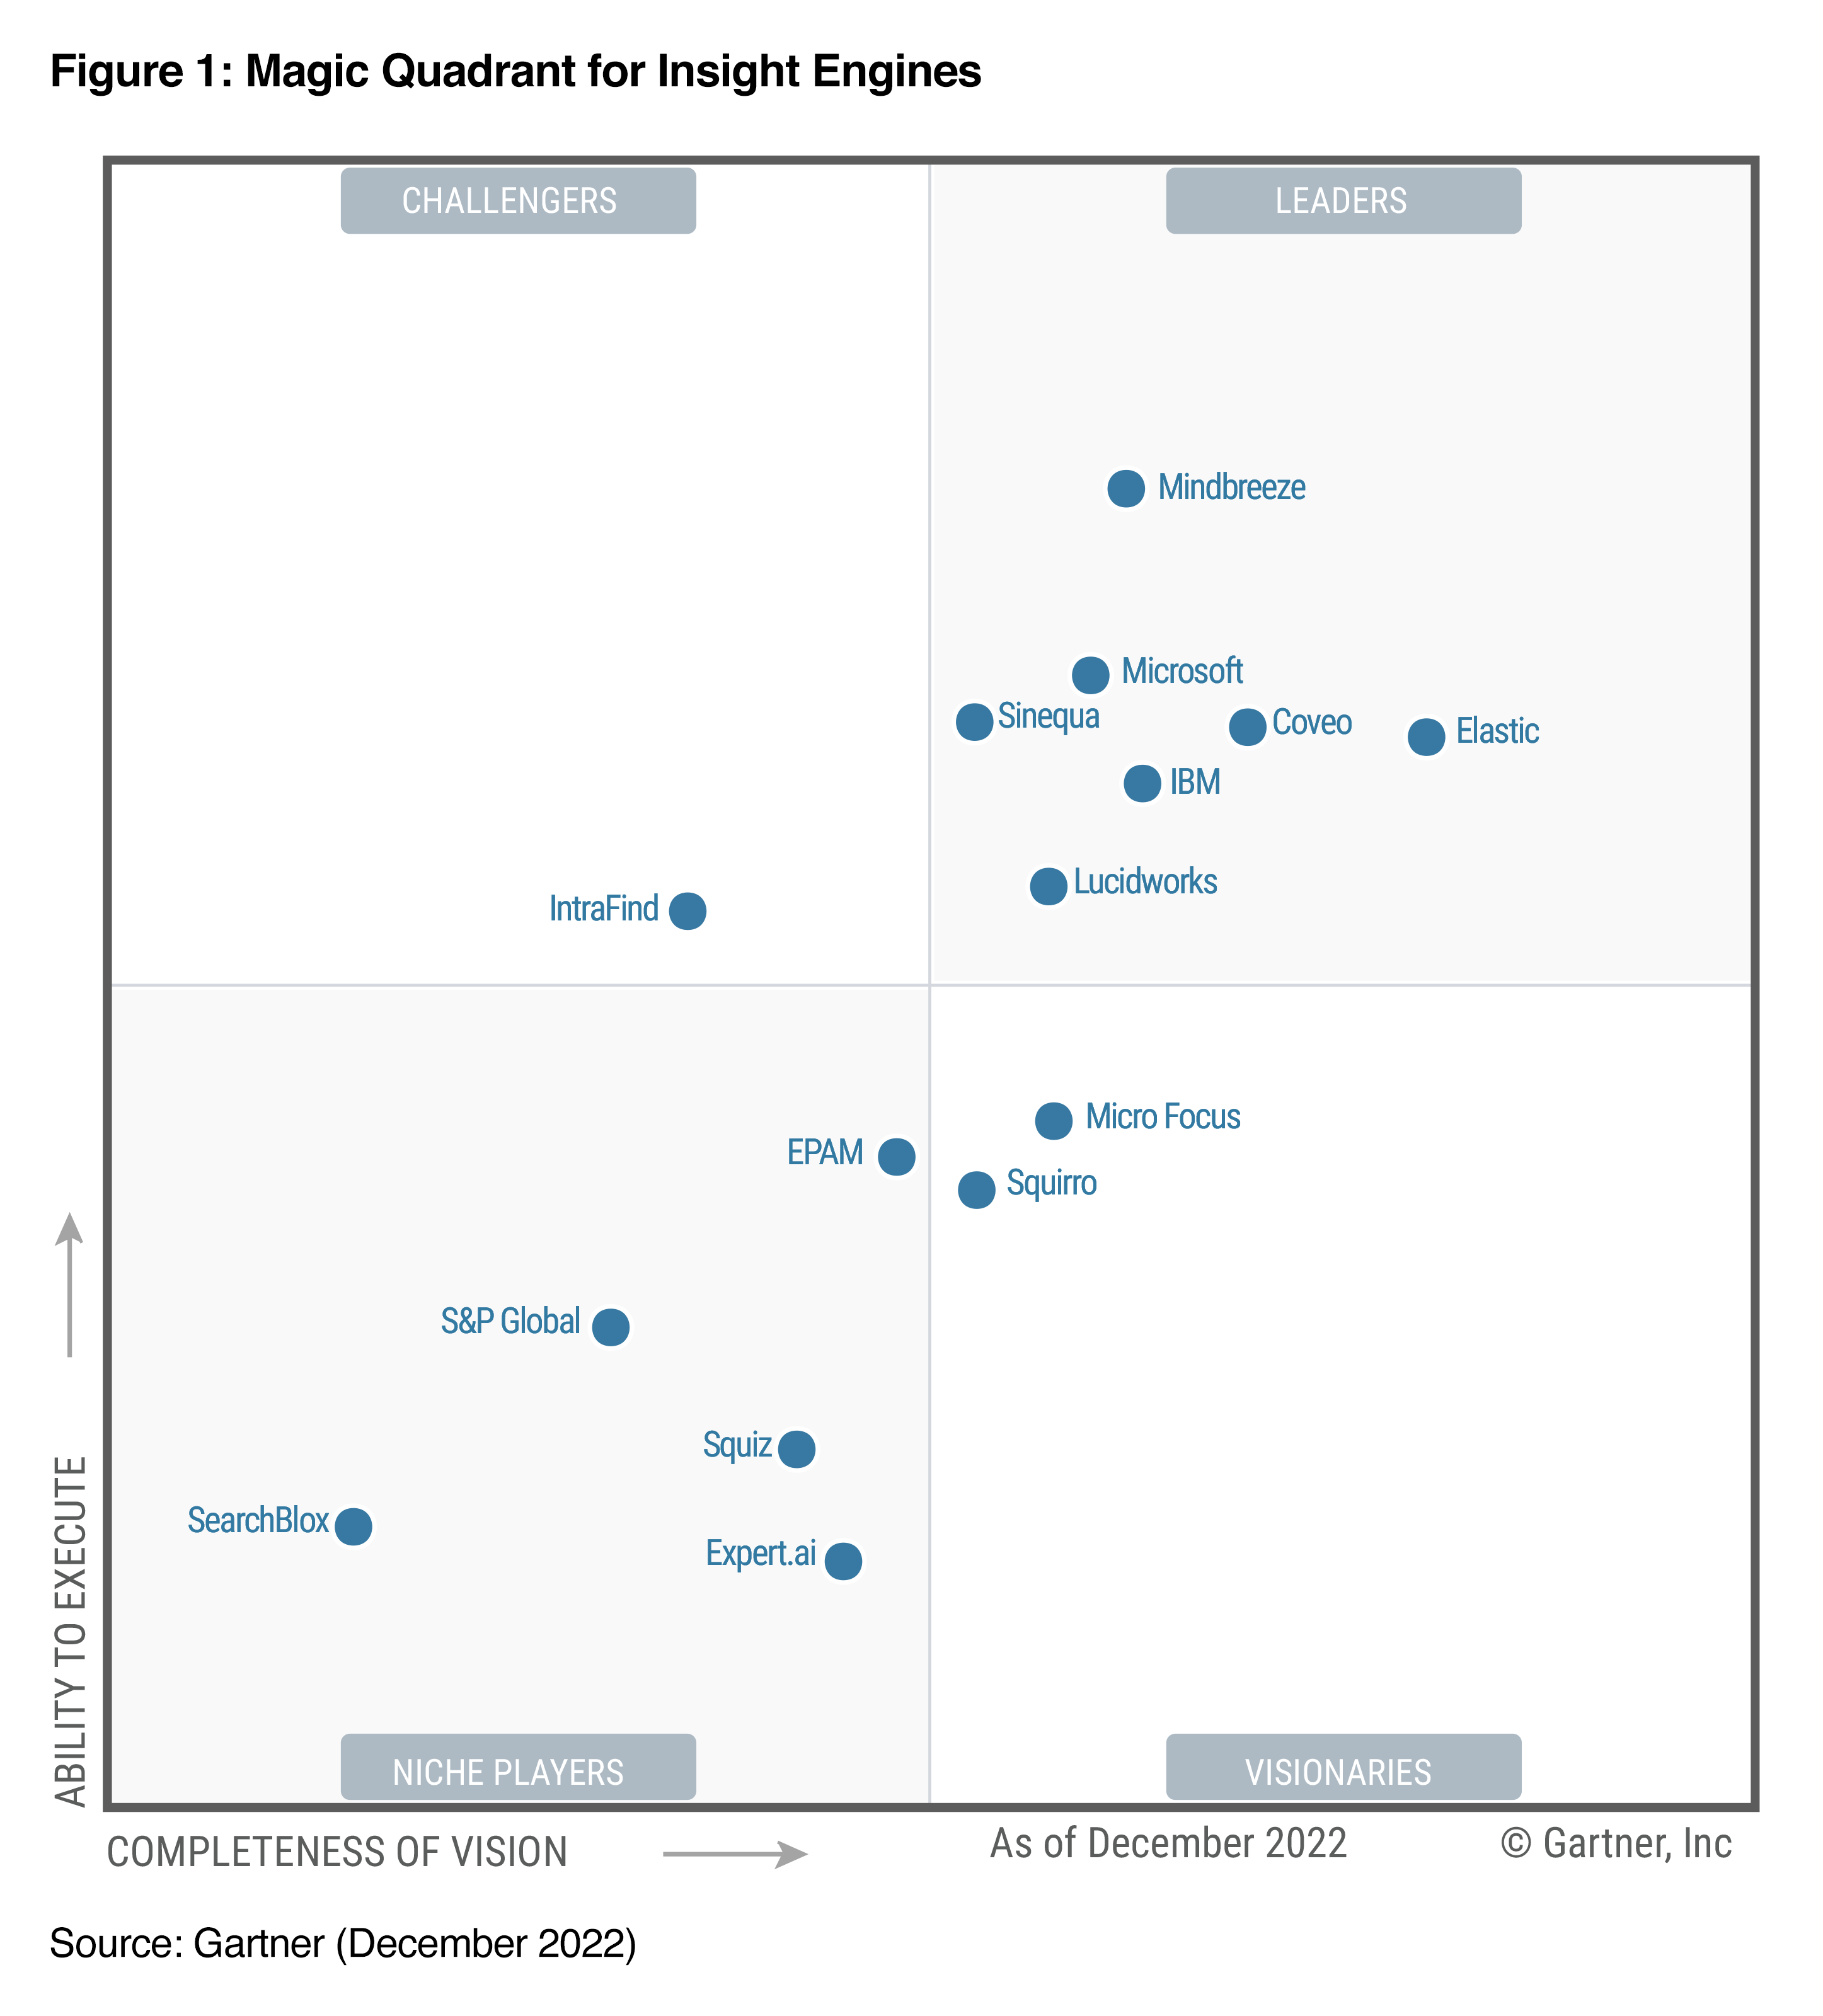 Figure 1: Magic Quadrant for Insight Engines
CHALLENGERS
LEADERS
Mindbreeze
Microsoft
Sinequa
Coveo
Elastic
IBM
Lucidworks
IntraFind
Micro Focus
EPAM
Squirro
S&P Global
Squiz
SearchBlox
Expert.ai
NICHE PLAYERS
VISIONARIES
ABILITY TO EXECUTE
COMPLETENESS OF VISION
As of December 2022
© Gartner, Inc
Source: Gartner (December 2022)